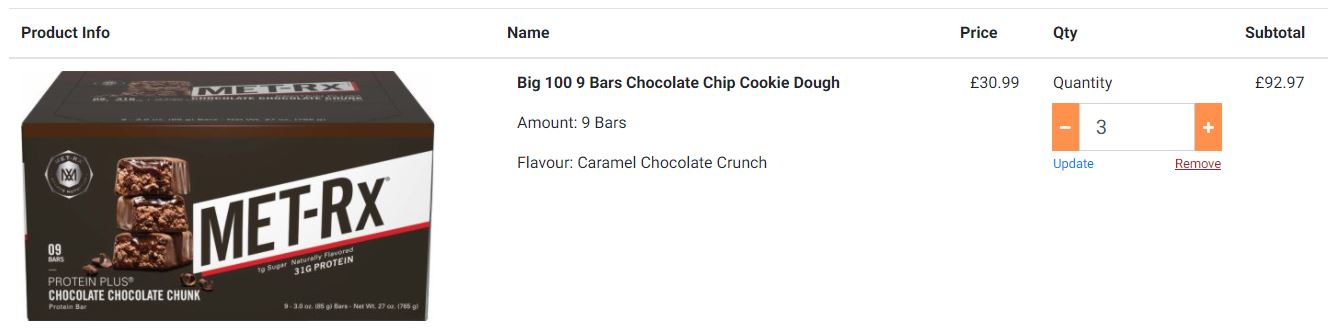 Product Info Name Price Qty Subtotal
Big 100 9 Bars Chocolate Chip Cookie Dough £30.99 Quantity £92.97
Amount: 9 Bars
− 3 +
Flavour: Caramel Chocolate Crunch
Update Remove
MET-RX
CHOCOLATE CHOCOLATE CHUNK
9 - 3.0 oz. (85 g) Bars - Net Wt. 27 oz. (765 g)
MET-RX
MET-Rx®
1g Sugar Naturally Flavored
31G PROTEIN
09
BARS
PROTEIN PLUS®
CHOCOLATE CHOCOLATE CHUNK
Protein Bar
9 - 3.0 oz. (85 g) Bars - Net Wt. 27 oz. (765 g)